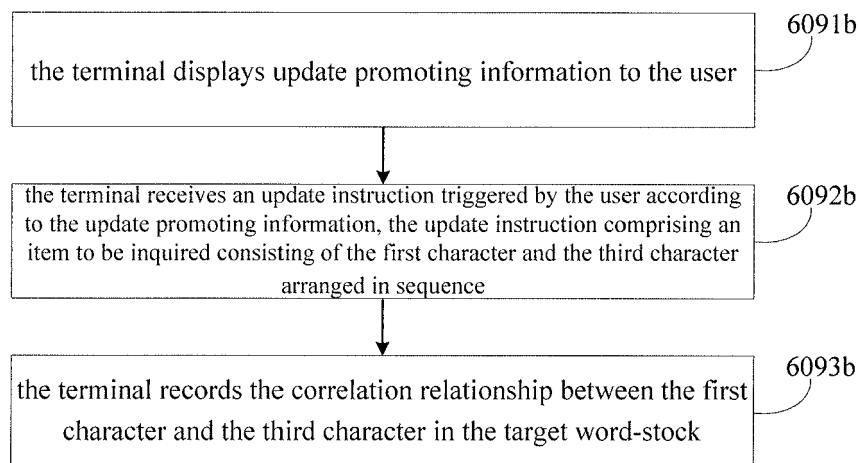 6091b
the terminal displays update promoting information to the user
6092b
the terminal receives an update instruction triggered by the user according
to the update promoting information, the update instruction comprising an
item to be inquired consisting of the first character and the third character
arranged in sequence
6093b
the terminal records the correlation relationship between the first
character and the third character in the target word-stock